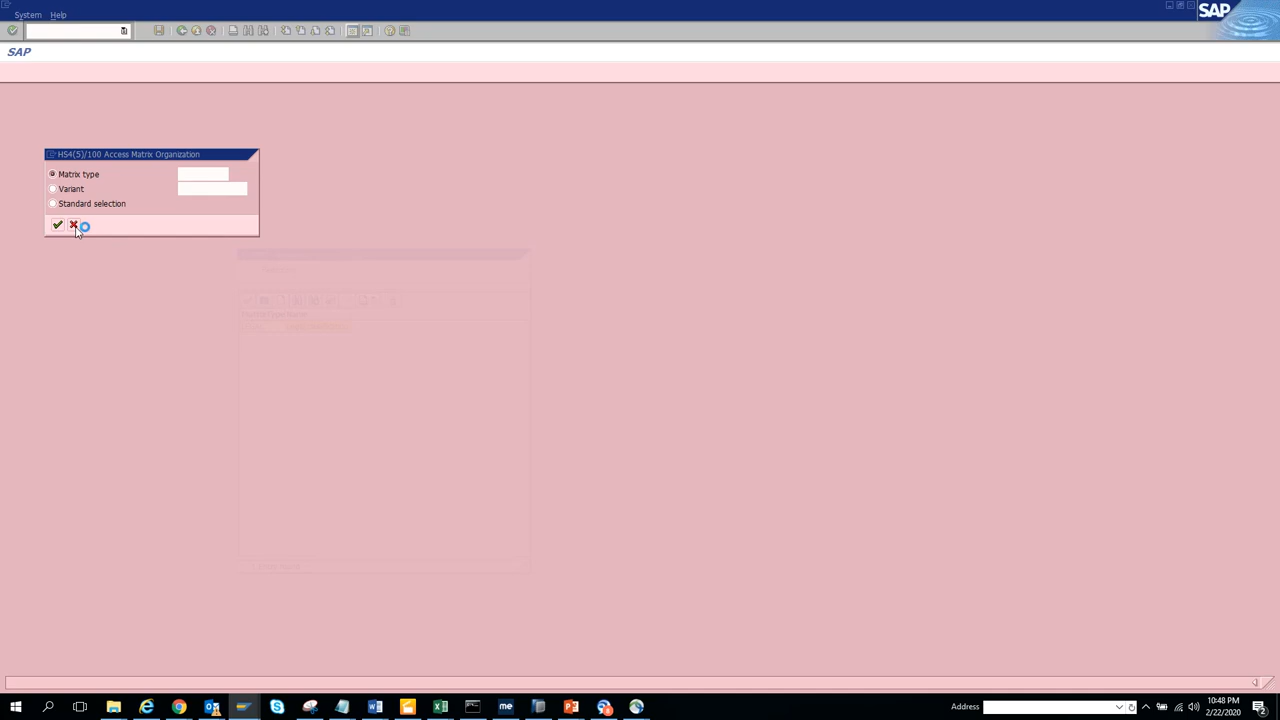 System Help
SAP
SAP
HS4(5)/100 Access Matrix Organization
Matrix type
Variant
Standard selection
Address
10:48 PM
2/22/2020